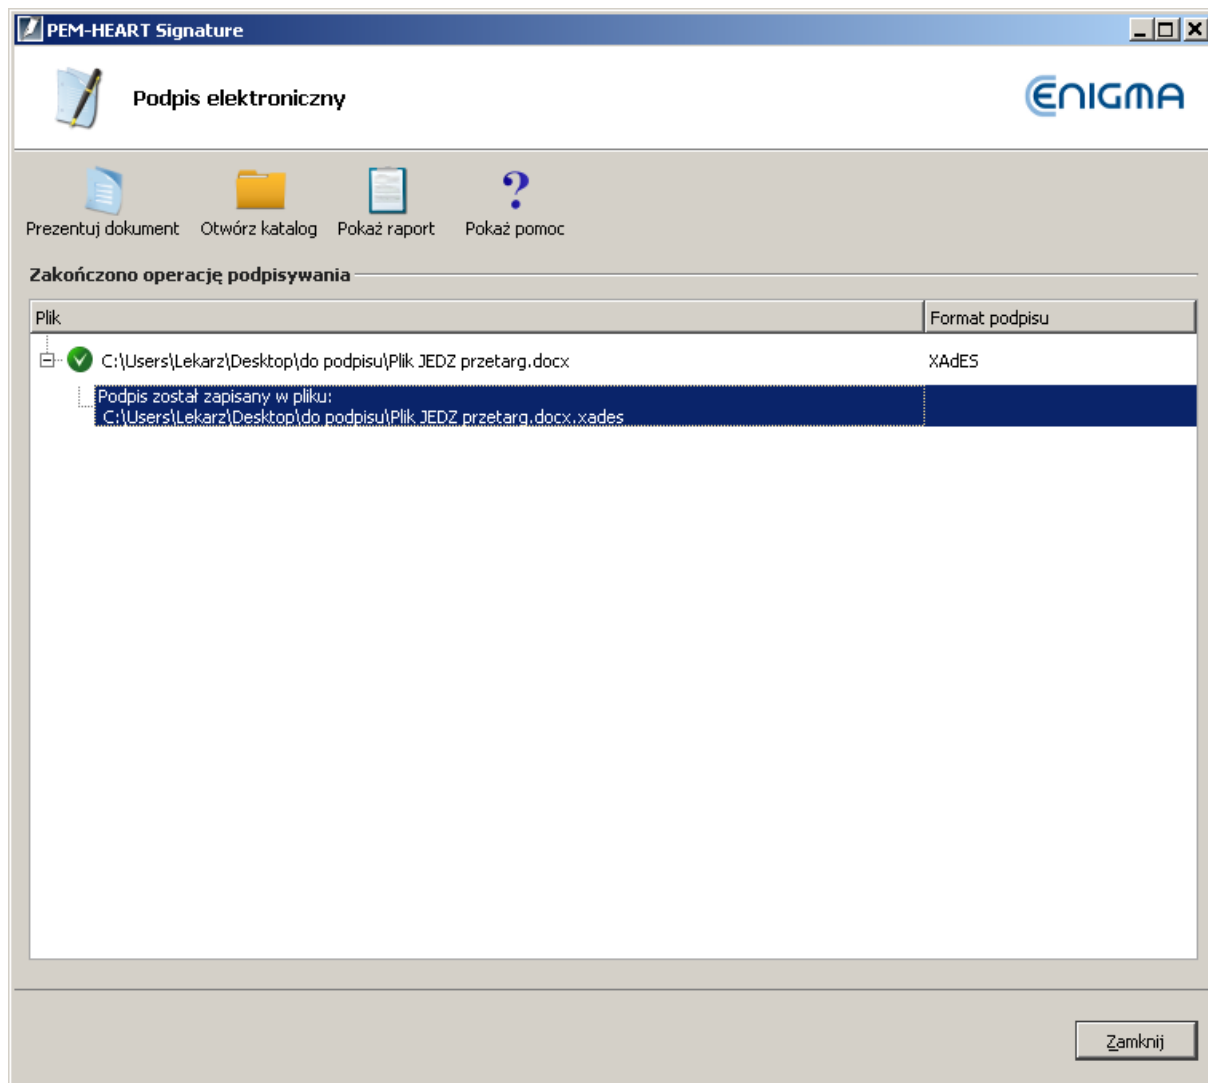 PEM-HEART Signature
Podpis elektroniczny
ENIGMA
Prezentuj dokument
Otwórz katalog
Pokaż raport
Pokaż pomoc
Zakończono operację podpisywania
Plik
Format podpisu
C:\Users\Lekarz\Desktop\do podpisu\Plik JEDZ przetarg.docx
XAdES
Podpis został zapisany w pliku:
C:\Users\Lekarz\Desktop\do podpisu\Plik JEDZ przetarg.docx.xades
Zamknij